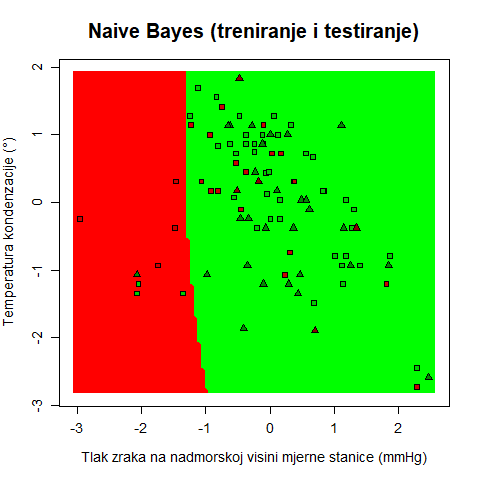 Naive Bayes (treniranje i testiranje)
Temperatura kondenzacije (°)
2
1
0
-1
-2
-3
-3 -2 -1 0 1 2
Tlak zraka na nadmorskoj visini mjerne stanice (mmHg)